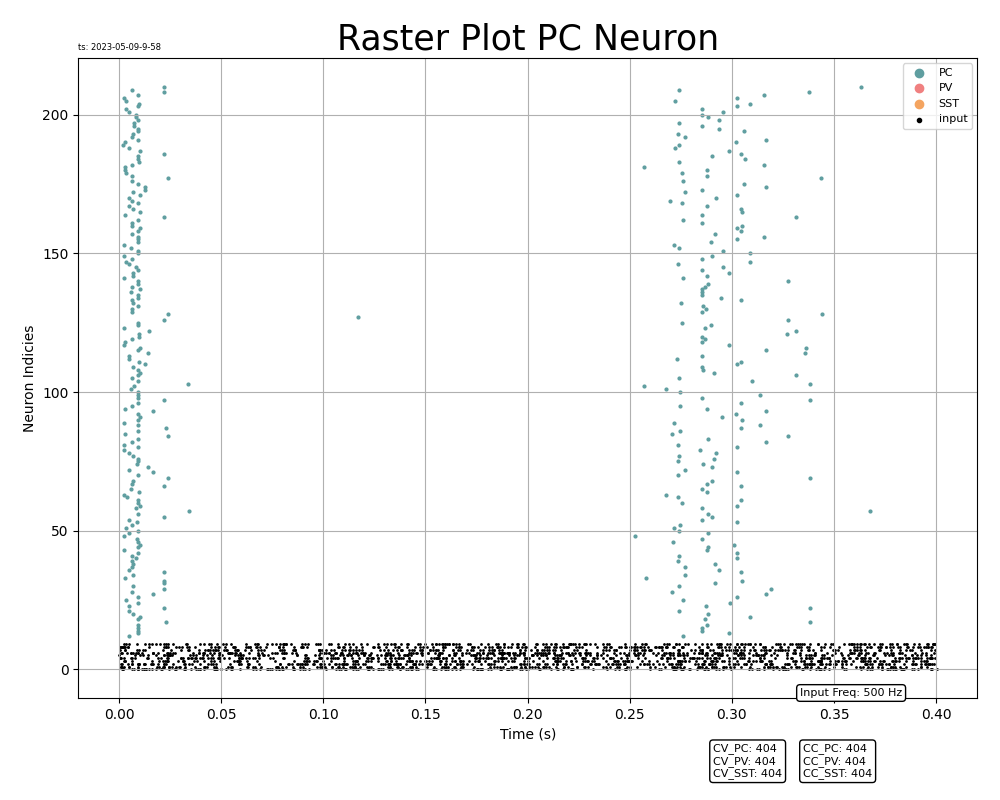 Raster Plot PC Neuron
ts: 2023-05-09-9-58
PC
PV
SST
input
Neuron Indicies
200
150
100
50
0
0.00 0.05 0.10 0.15 0.20 0.25 0.30 0.35 0.40
Input Freq: 500 Hz
Time (s)
CV_PC: 404
CV_PV: 404
CV_SST: 404
CC_PC: 404
CC_PV: 404
CC_SST: 404